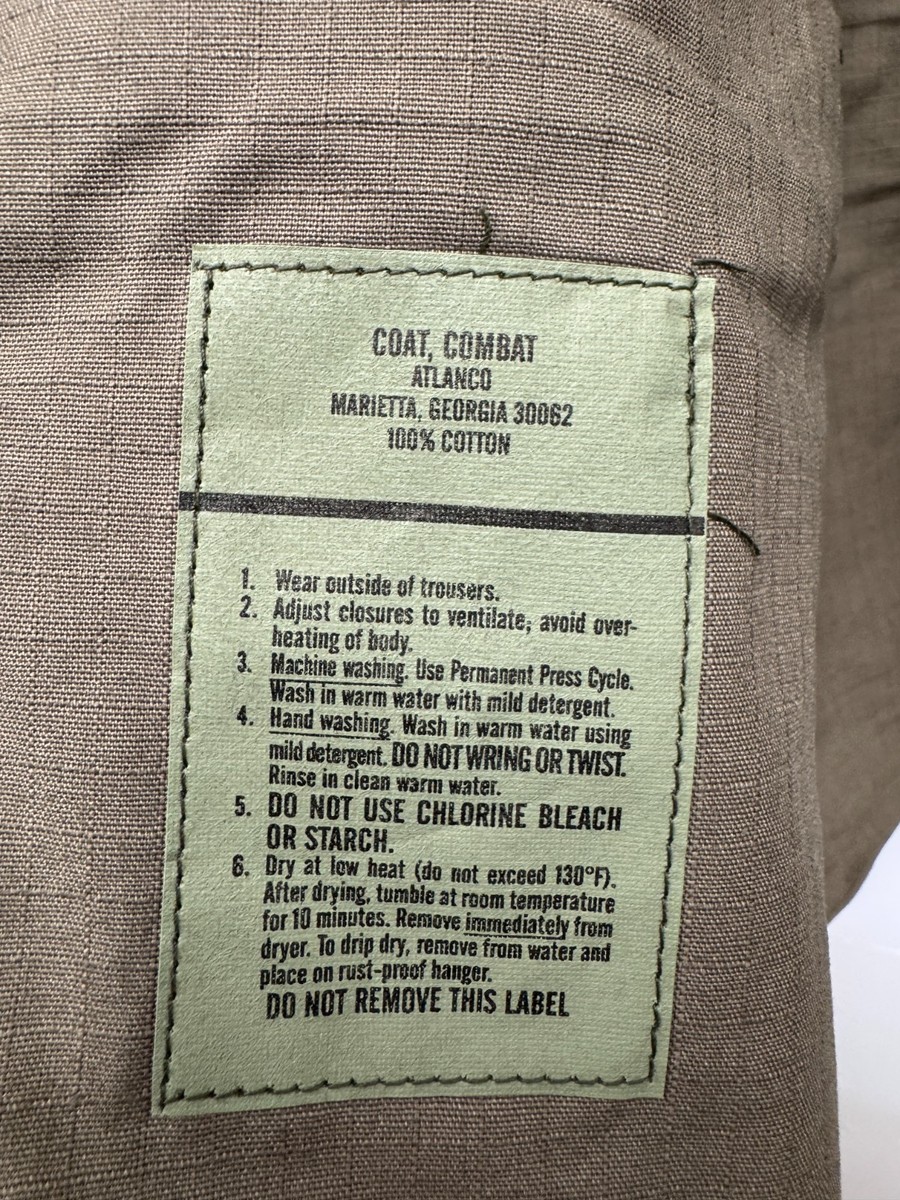 COAT, COMBAT
ATLANCO
MARIETTA, GEORGIA 30062
100% COTTON
1. Wear outside of trousers.
2. Adjust closures to ventilate; avoid over-
heating of body.
3. Machine washing. Use Permanent Press Cycle.
Wash in warm water with mild detergent.
4. Hand washing. Wash in warm water using
mild detergent. DO NOT WRING OR TWIST.
Rinse in clean warm water.
5. DO NOT USE CHLORINE BLEACH
OR STARCH.
6. Dry at low heat (do not exceed 130°F).
After drying, tumble at room temperature
for 10 minutes. Remove immediately from
dryer. To drip dry, remove from water and
place on rust-proof hanger.
DO NOT REMOVE THIS LABEL